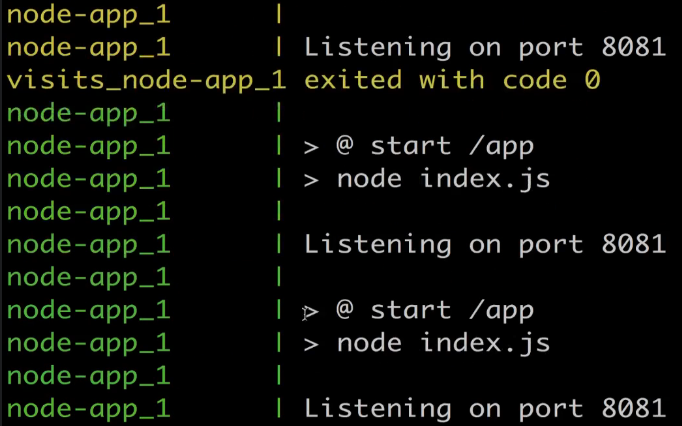 node-app_1      |
node-app_1      | Listening on port 8081
visits_node-app_1 exited with code 0
node-app_1      |
node-app_1      | > @ start /app
node-app_1      | > node index.js
node-app_1      |
node-app_1      | Listening on port 8081
node-app_1      |
node-app_1      | > @ start /app
node-app_1      | > node index.js
node-app_1      |
node-app_1      | Listening on port 8081